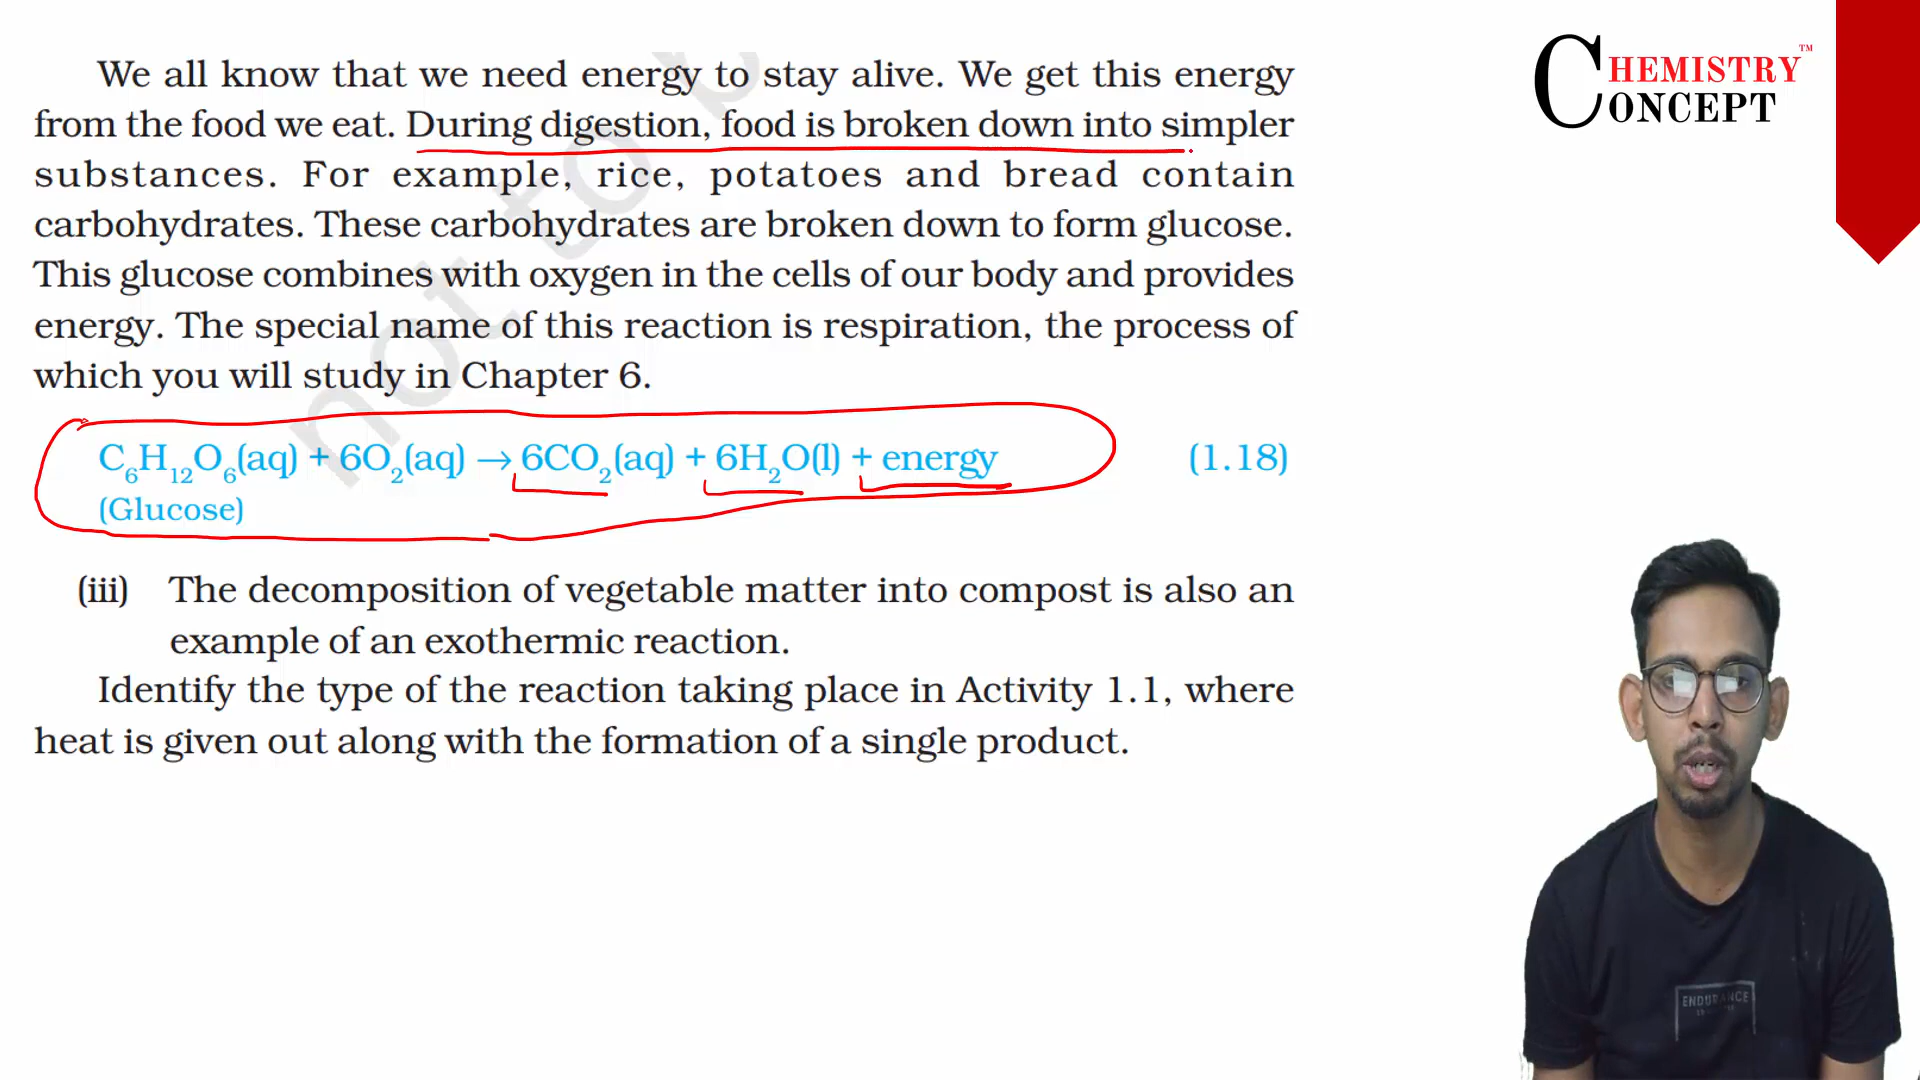 We all know that we need energy to stay alive. We get this energy
from the food we eat. During digestion, food is broken down into simpler
substances. For example, rice, potatoes and bread contain
carbohydrates. These carbohydrates are broken down to form glucose.
This glucose combines with oxygen in the cells of our body and provides
energy. The special name of this reaction is respiration, the process of
which you will study in Chapter 6.
C₆H₁₂O₆(aq) + 6O₂(aq) → 6CO₂(aq) + 6H₂O(l) + energy (1.18)
(Glucose)
(iii) The decomposition of vegetable matter into compost is also an
example of an exothermic reaction.
Identify the type of the reaction taking place in Activity 1.1, where
heat is given out along with the formation of a single product.
CHEMISTRY™
CONCEPT
not to b
ENDURANCE